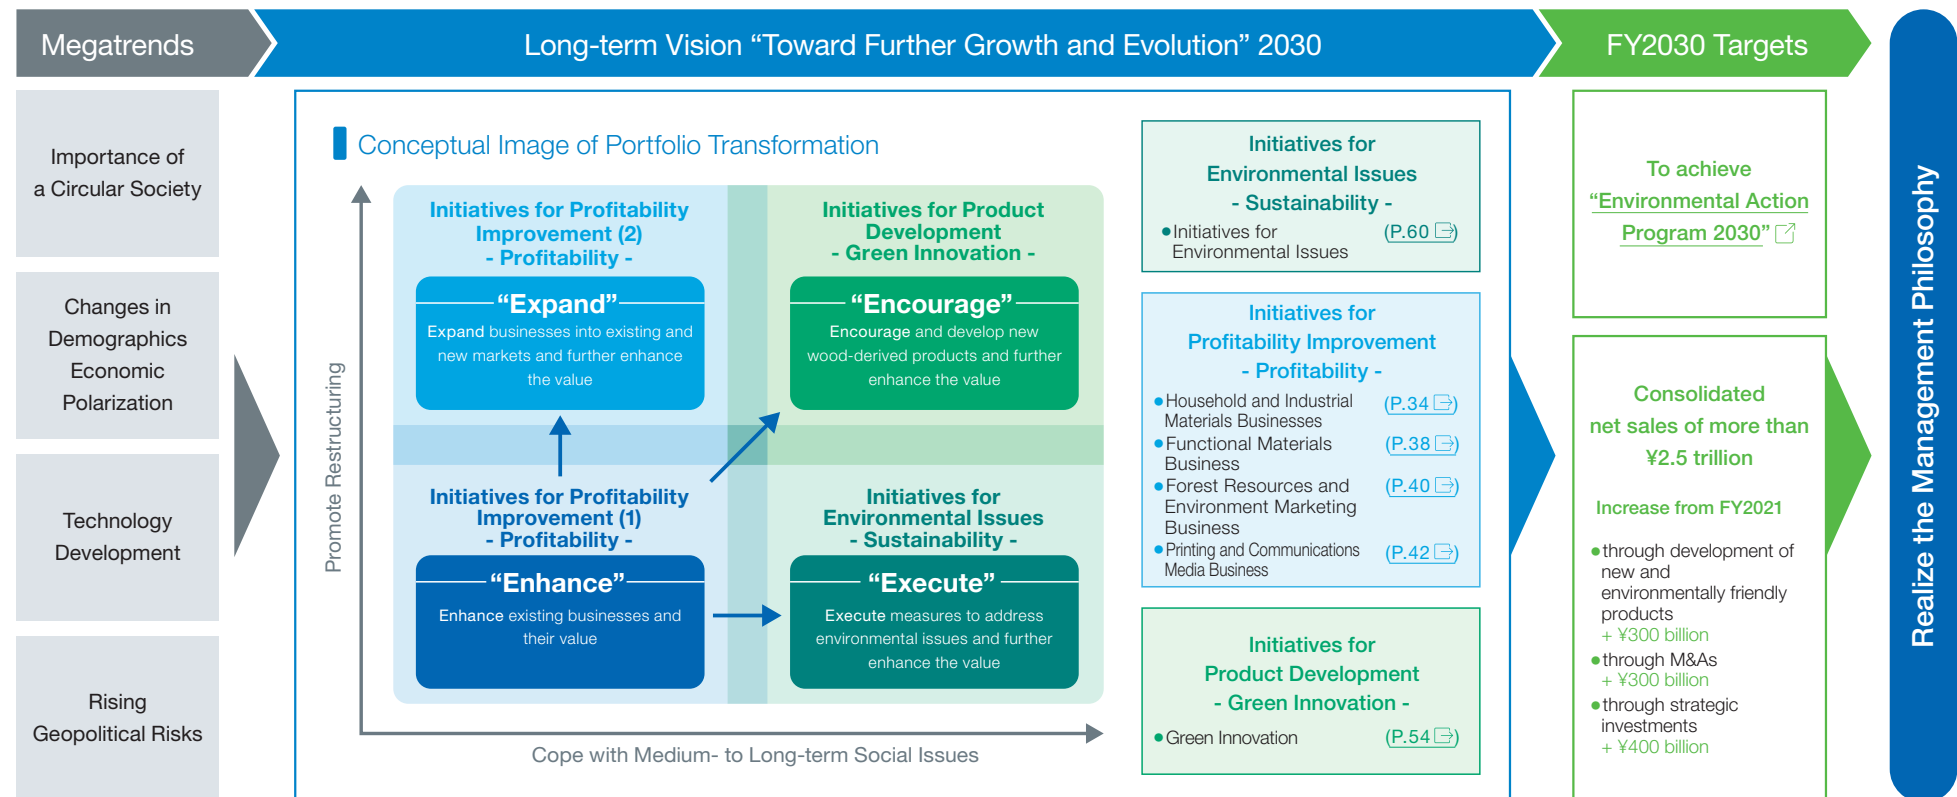 Megatrends
Long-term Vision “Toward Further Growth and Evolution” 2030
FY2030 Targets
Importance of
a Circular Society
Changes in
Demographics
Economic
Polarization
Technology
Development
Rising
Geopolitical Risks
Conceptual Image of Portfolio Transformation
Promote Restructuring
Initiatives for Profitability
Improvement (2)
- Profitability -
“Expand”
Expand businesses into existing and
new markets and further enhance
the value
Initiatives for Product
Development
- Green Innovation -
“Encourage”
Encourage and develop new
wood-derived products and further
enhance the value
Initiatives for Profitability
Improvement (1)
- Profitability -
“Enhance”
Enhance existing businesses and
their value
Initiatives for
Environmental Issues
- Sustainability -
“Execute”
Execute measures to address
environmental issues and further
enhance the value
Cope with Medium- to Long-term Social Issues
Initiatives for
Environmental Issues
- Sustainability -
●Initiatives for (P.60)
Environmental Issues
Initiatives for
Profitability Improvement
- Profitability -
●Household and Industrial (P.34)
Materials Businesses
●Functional Materials (P.38)
Business
●Forest Resources and (P.40)
Environment Marketing
Business
●Printing and Communications (P.42)
Media Business
Initiatives for
Product Development
- Green Innovation -
●Green Innovation (P.54)
To achieve
“Environmental Action
Program 2030”
Consolidated
net sales of more than
¥2.5 trillion
Increase from FY2021
●through development of
new and
environmentally friendly
products
+ ¥300 billion
●through M&As
+ ¥300 billion
●through strategic
investments
+ ¥400 billion
Realize the Management Philosophy